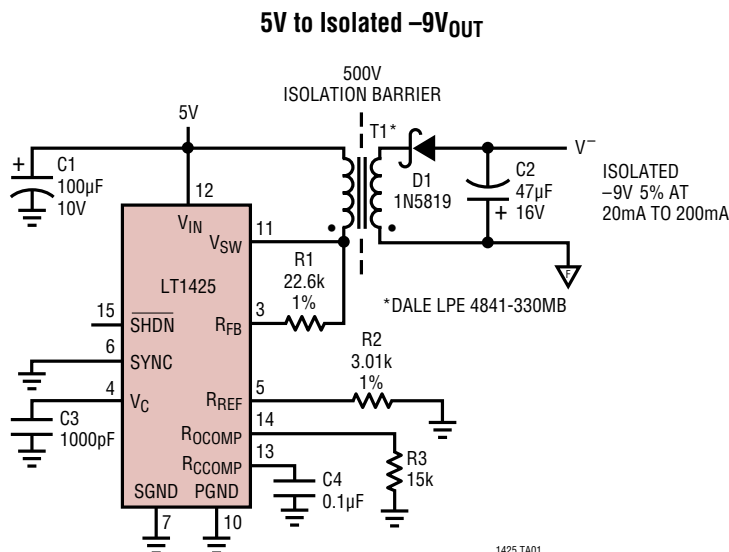 5V to Isolated –9VOUT
500V
ISOLATION BARRIER
5V
T1*
V–
+
C1
100µF
10V
12
D1
1N5819
C2
47µF
+ 16V
ISOLATED
–9V 5% AT
20mA TO 200mA
VIN
11
VSW
LT1425
R1
22.6k
1%
F
*DALE LPE 4841-330MB
15
SHDN
3
RFB
6
SYNC
R2
3.01k
1%
4
VC
5
RREF
C3
1000pF
14
ROCOMP
13
RCCOMP
R3
15k
C4
0.1µF
SGND PGND
7
10
1425 TA01